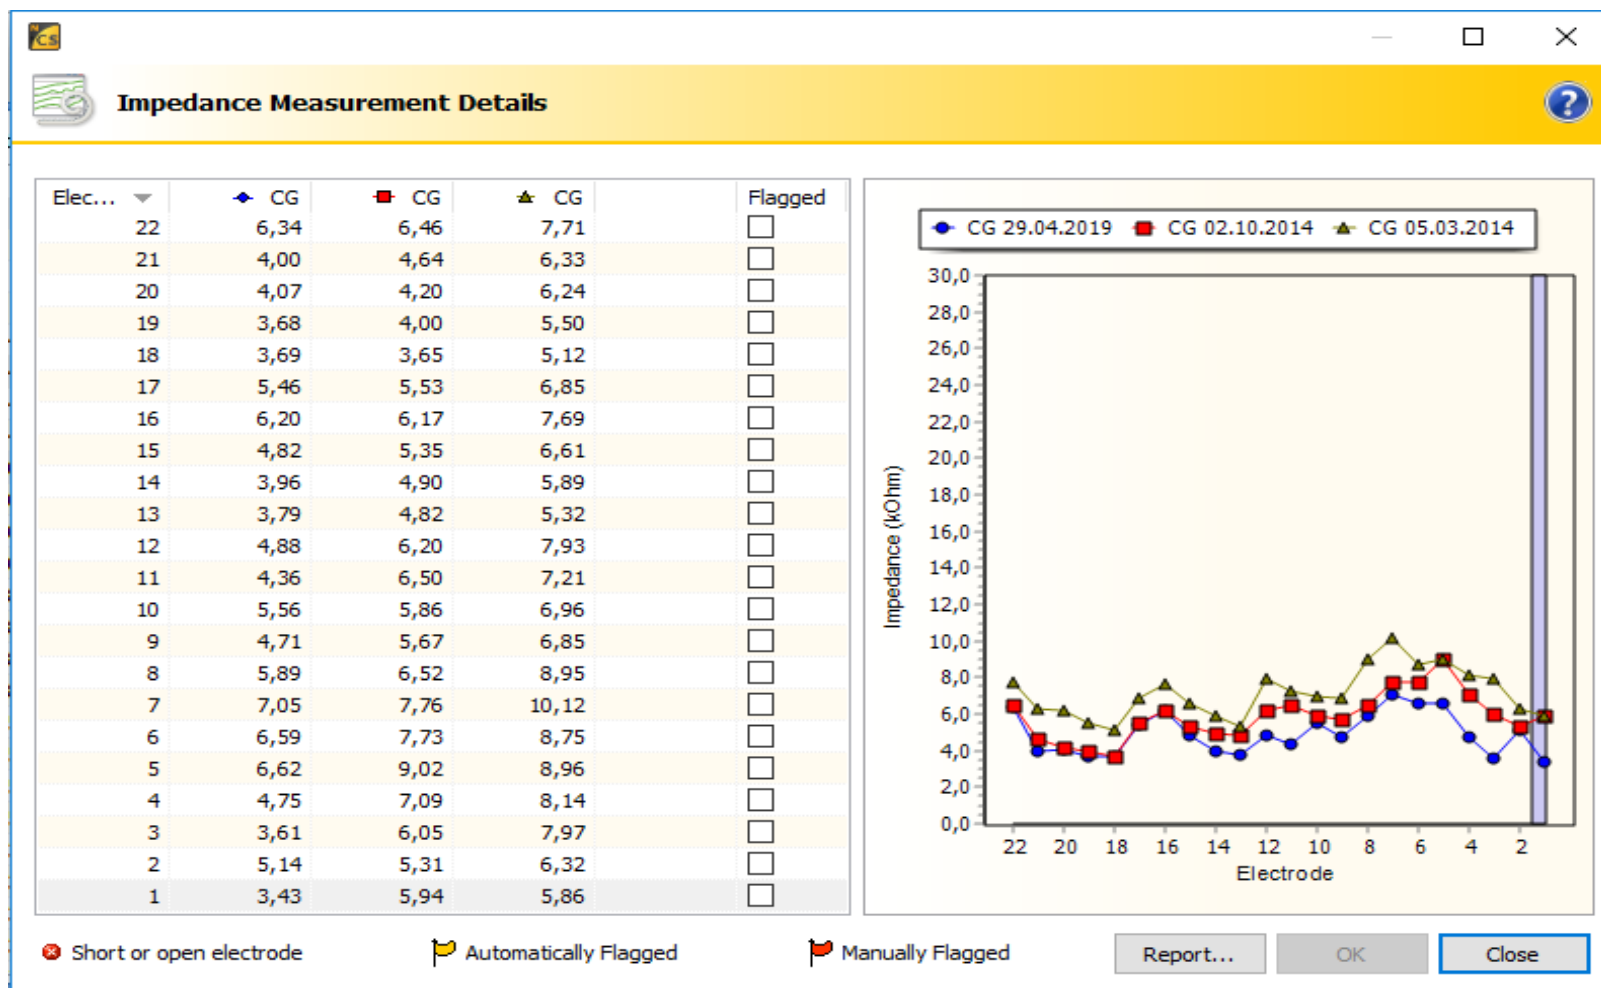 N
CS
Impedance Measurement Details
?
Elec... CG CG CG Flagged
22 6,34 6,46 7,71
21 4,00 4,64 6,33
20 4,07 4,20 6,24
19 3,68 4,00 5,50
18 3,69 3,65 5,12
17 5,46 5,53 6,85
16 6,20 6,17 7,69
15 4,82 5,35 6,61
14 3,96 4,90 5,89
13 3,79 4,82 5,32
12 4,88 6,20 7,93
11 4,36 6,50 7,21
10 5,56 5,86 6,96
9 4,71 5,67 6,85
8 5,89 6,52 8,95
7 7,05 7,76 10,12
6 6,59 7,73 8,75
5 6,62 9,02 8,96
4 4,75 7,09 8,14
3 3,61 6,05 7,97
2 5,14 5,31 6,32
1 3,43 5,94 5,86
CG 29.04.2019 CG 02.10.2014 CG 05.03.2014
30,0
28,0
26,0
24,0
22,0
20,0
18,0
16,0
14,0
12,0
10,0
8,0
6,0
4,0
2,0
0,0
Impedance (kOhm)
22 20 18 16 14 12 10 8 6 4 2
Electrode
Short or open electrode Automatically Flagged Manually Flagged Report... OK Close